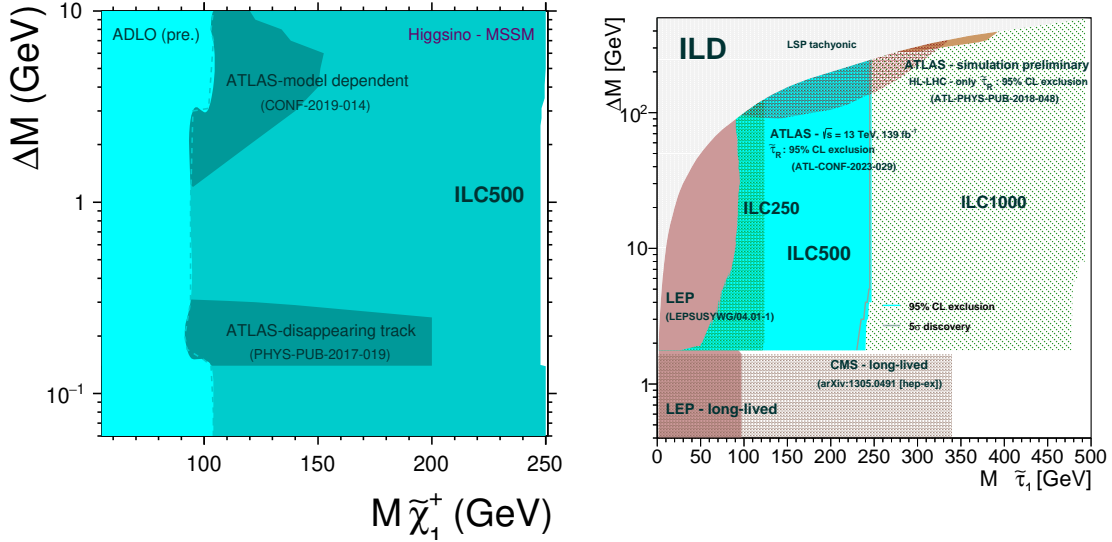 ADLO (pre.)
Higgsino - MSSM
ATLAS-model dependent
(CONF-2019-014)
ILC500
ATLAS-disappearing track
(PHYS-PUB-2017-019)
ΔM (GeV)
10
1
10⁻¹
100 150 200 250
M χ̃₁⁺ (GeV)
ILD
LSP tachyonic
ATLAS - simulation preliminary
HL-LHC - only τ̃R : 95% CL exclusion
(ATL-PHYS-PUB-2018-048)
ATLAS - √s = 13 TeV, 139 fb⁻¹
τ̃R : 95% CL exclusion
(ATL-CONF-2023-029)
ILC250
ILC1000
ILC500
LEP
(LEPSUSYWG/04.01-1)
95% CL exclusion
5σ discovery
CMS - long-lived
(arXiv:1305.0491 [hep-ex])
LEP - long-lived
ΔM [GeV]
10²
10
1
0 50 100 150 200 250 300 350 400 450 500
M τ̃₁ [GeV]